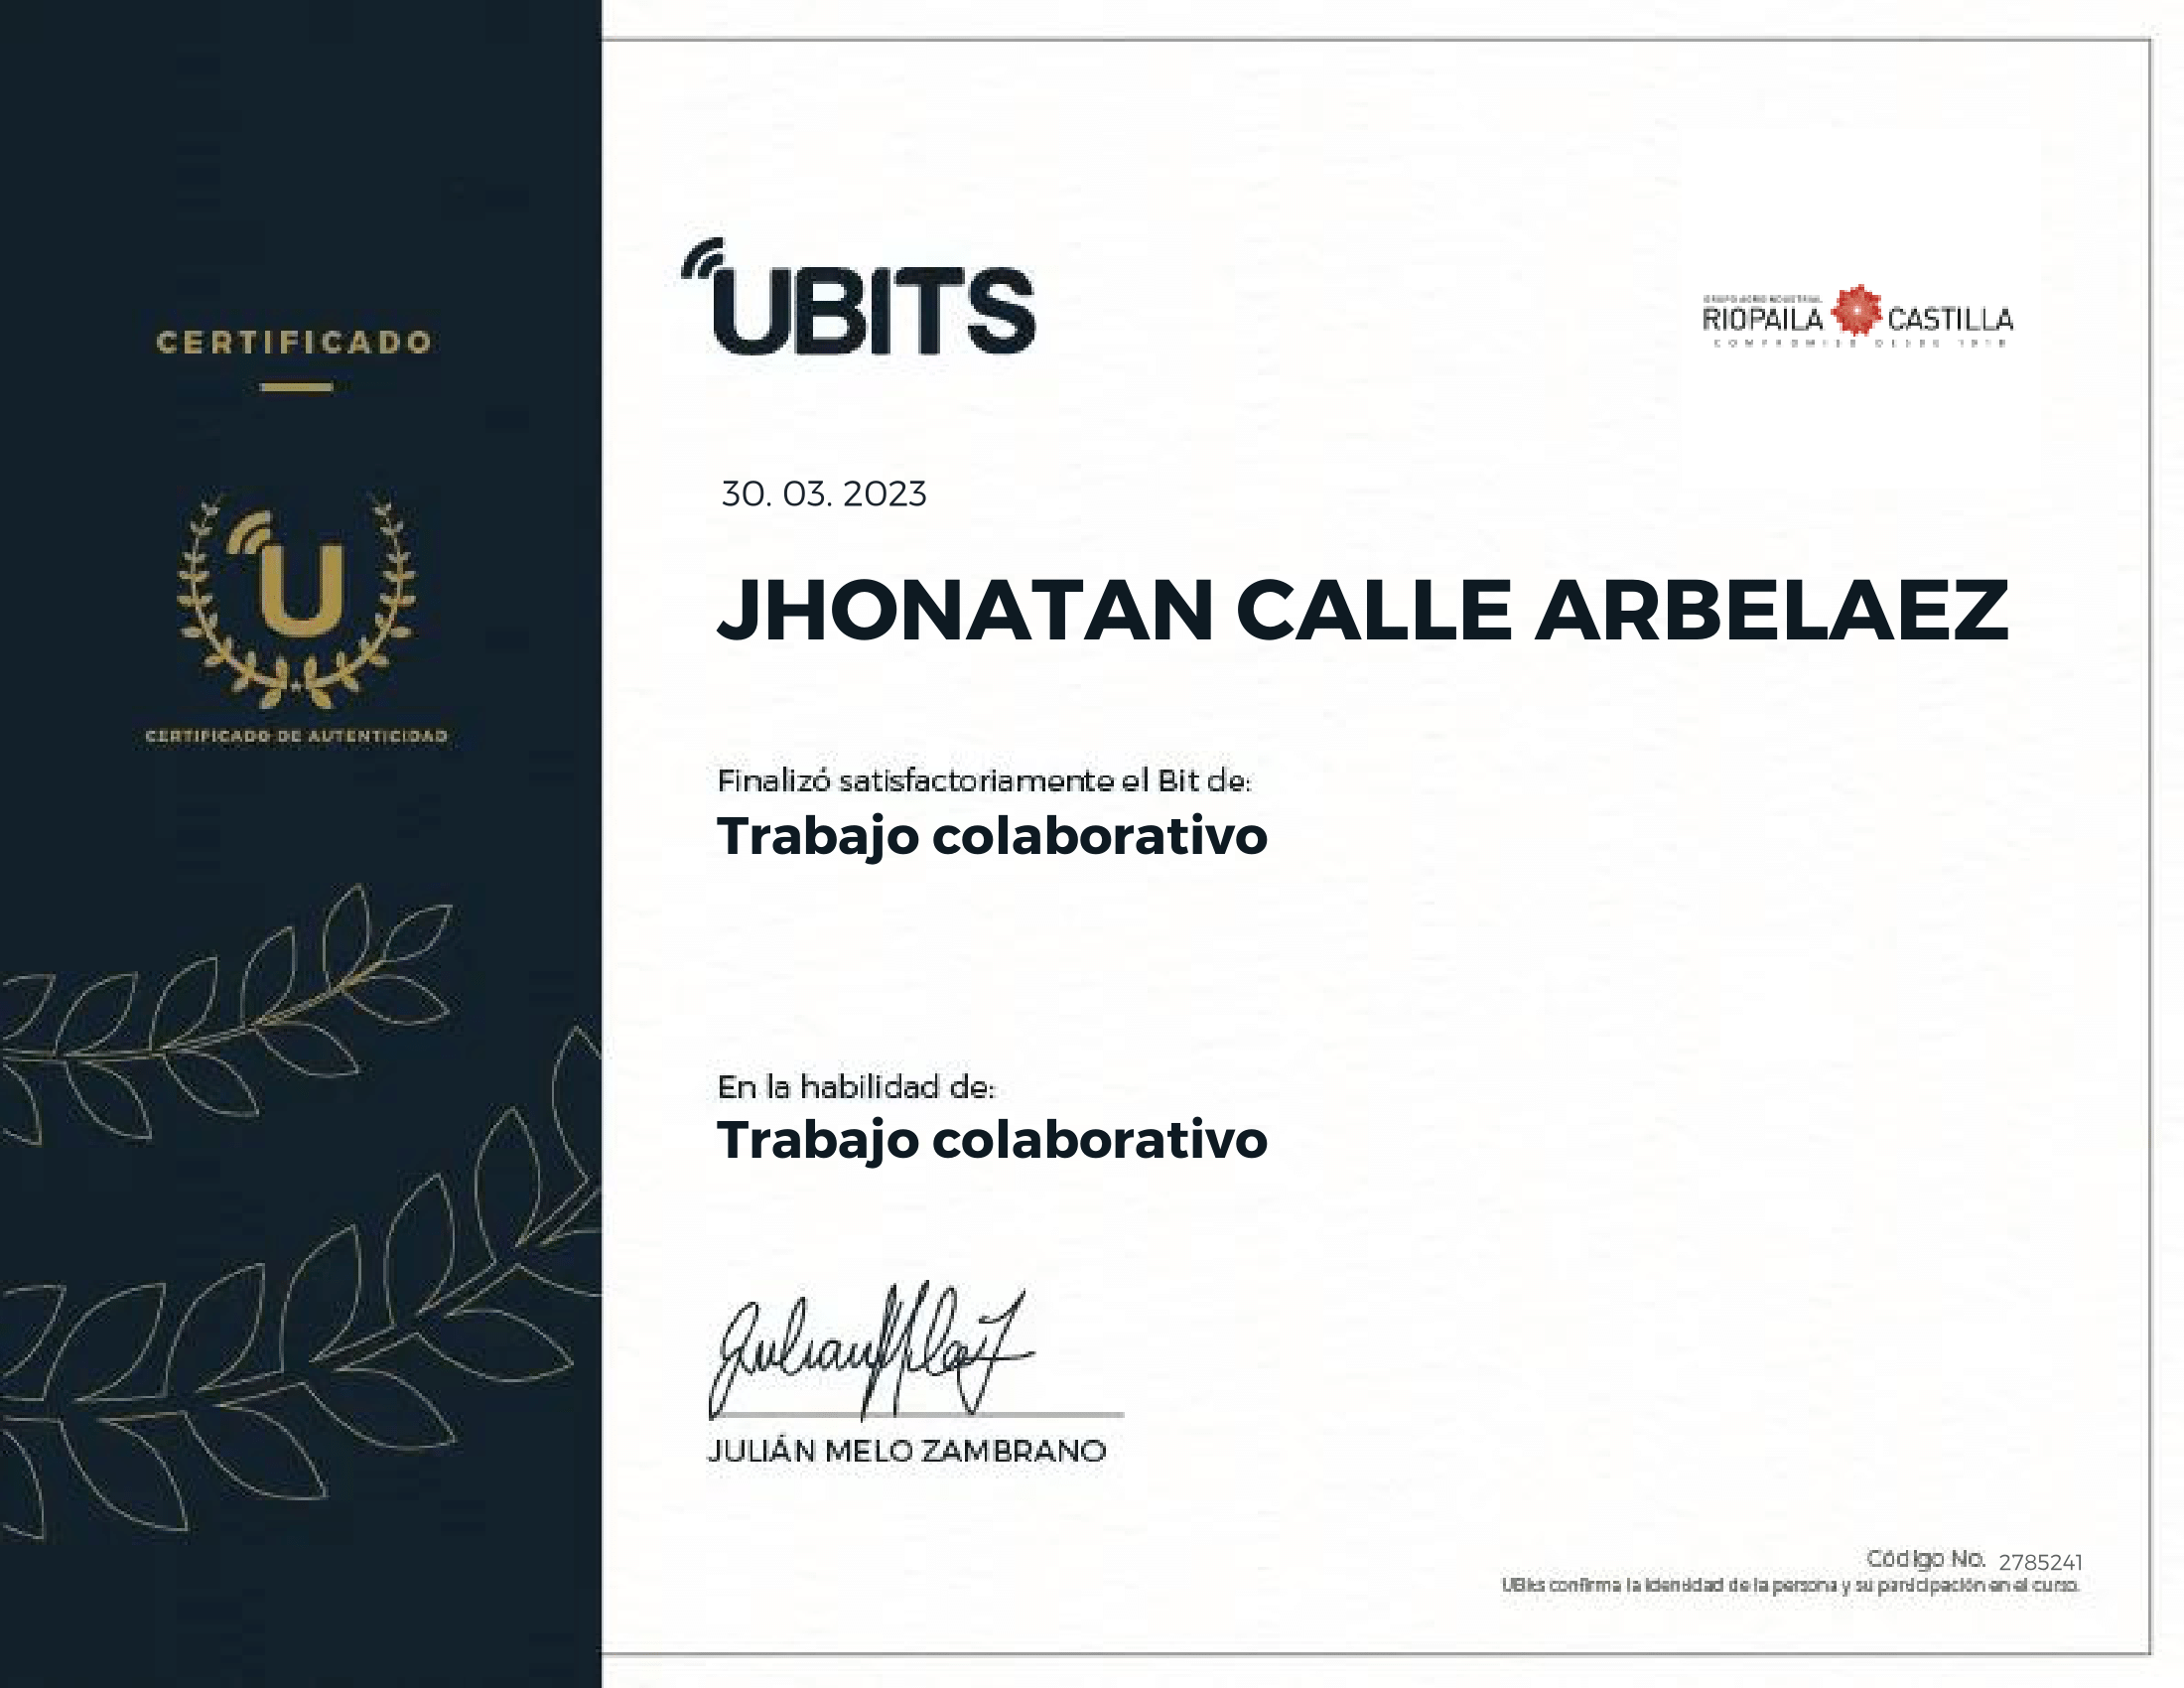 CERTIFICADO
U
CERTIFICADO DE AUTENTICIDAD
UBITS
GRUPO AGROINDUSTRIAL
RIOPAILA CASTILLA
COMPROMISO DESDE 1918
30. 03. 2023
JHONATAN CALLE ARBELAEZ
Finalizó satisfactoriamente el Bit de:
Trabajo colaborativo
En la habilidad de:
Trabajo colaborativo
JULIÁN MELO ZAMBRANO
Código No. 2785241
UBits confirma la identidad de la persona y su participación en el curso.